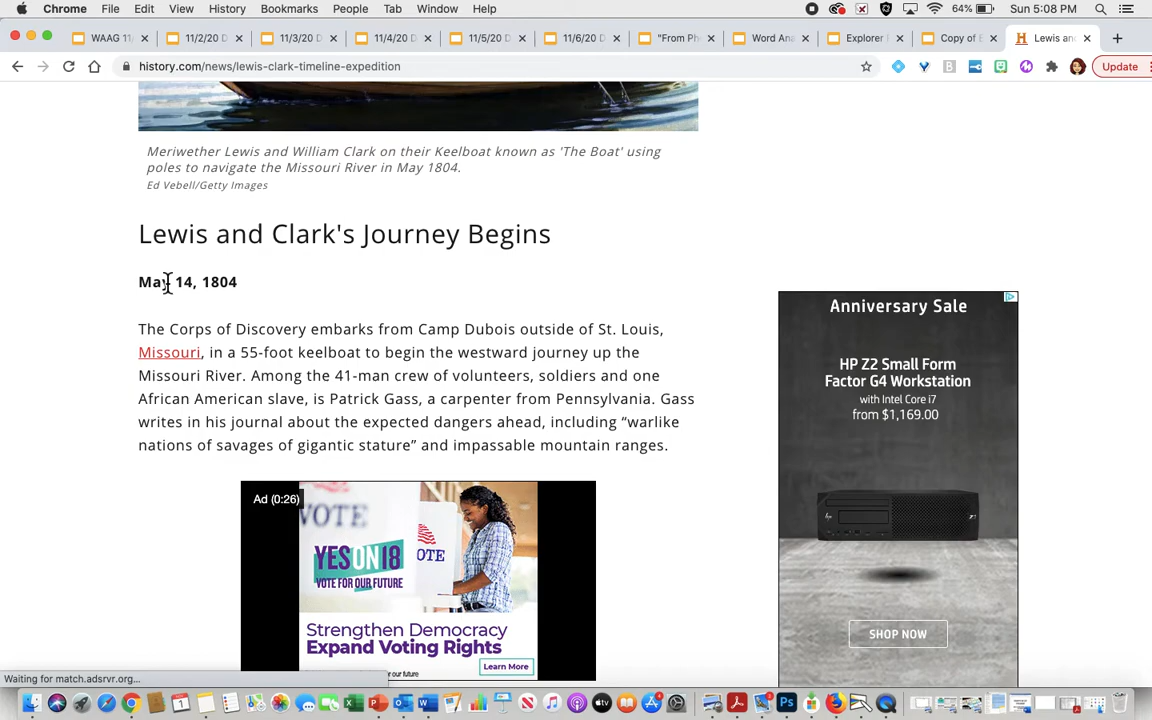 Chrome File Edit View History Bookmarks People Tab Window Help 64% Sun 5:08 PM
WAAG 11/ 11/2/20 D 11/3/20 D 11/4/20 D 11/5/20 D 11/6/20 D "From Ph Word Ana Explorer Copy of E Lewis an
history.com/news/lewis-clark-timeline-expedition Update
Meriwether Lewis and William Clark on their Keelboat known as 'The Boat' using
poles to navigate the Missouri River in May 1804.
Ed Vebell/Getty Images
Lewis and Clark's Journey Begins
May 14, 1804
The Corps of Discovery embarks from Camp Dubois outside of St. Louis,
Missouri, in a 55-foot keelboat to begin the westward journey up the
Missouri River. Among the 41-man crew of volunteers, soldiers and one
African American slave, is Patrick Gass, a carpenter from Pennsylvania. Gass
writes in his journal about the expected dangers ahead, including “warlike
nations of savages of gigantic stature” and impassable mountain ranges.
Anniversary Sale
HP Z2 Small Form
Factor G4 Workstation
with Intel Core i7
from $1,169.00
SHOP NOW
Ad (0:26)
VOTE
VOTE
YES ON 18
VOTE FOR OUR FUTURE
Strengthen Democracy
Expand Voting Rights
Learn More
or our future
Waiting for match.adsrvr.org...